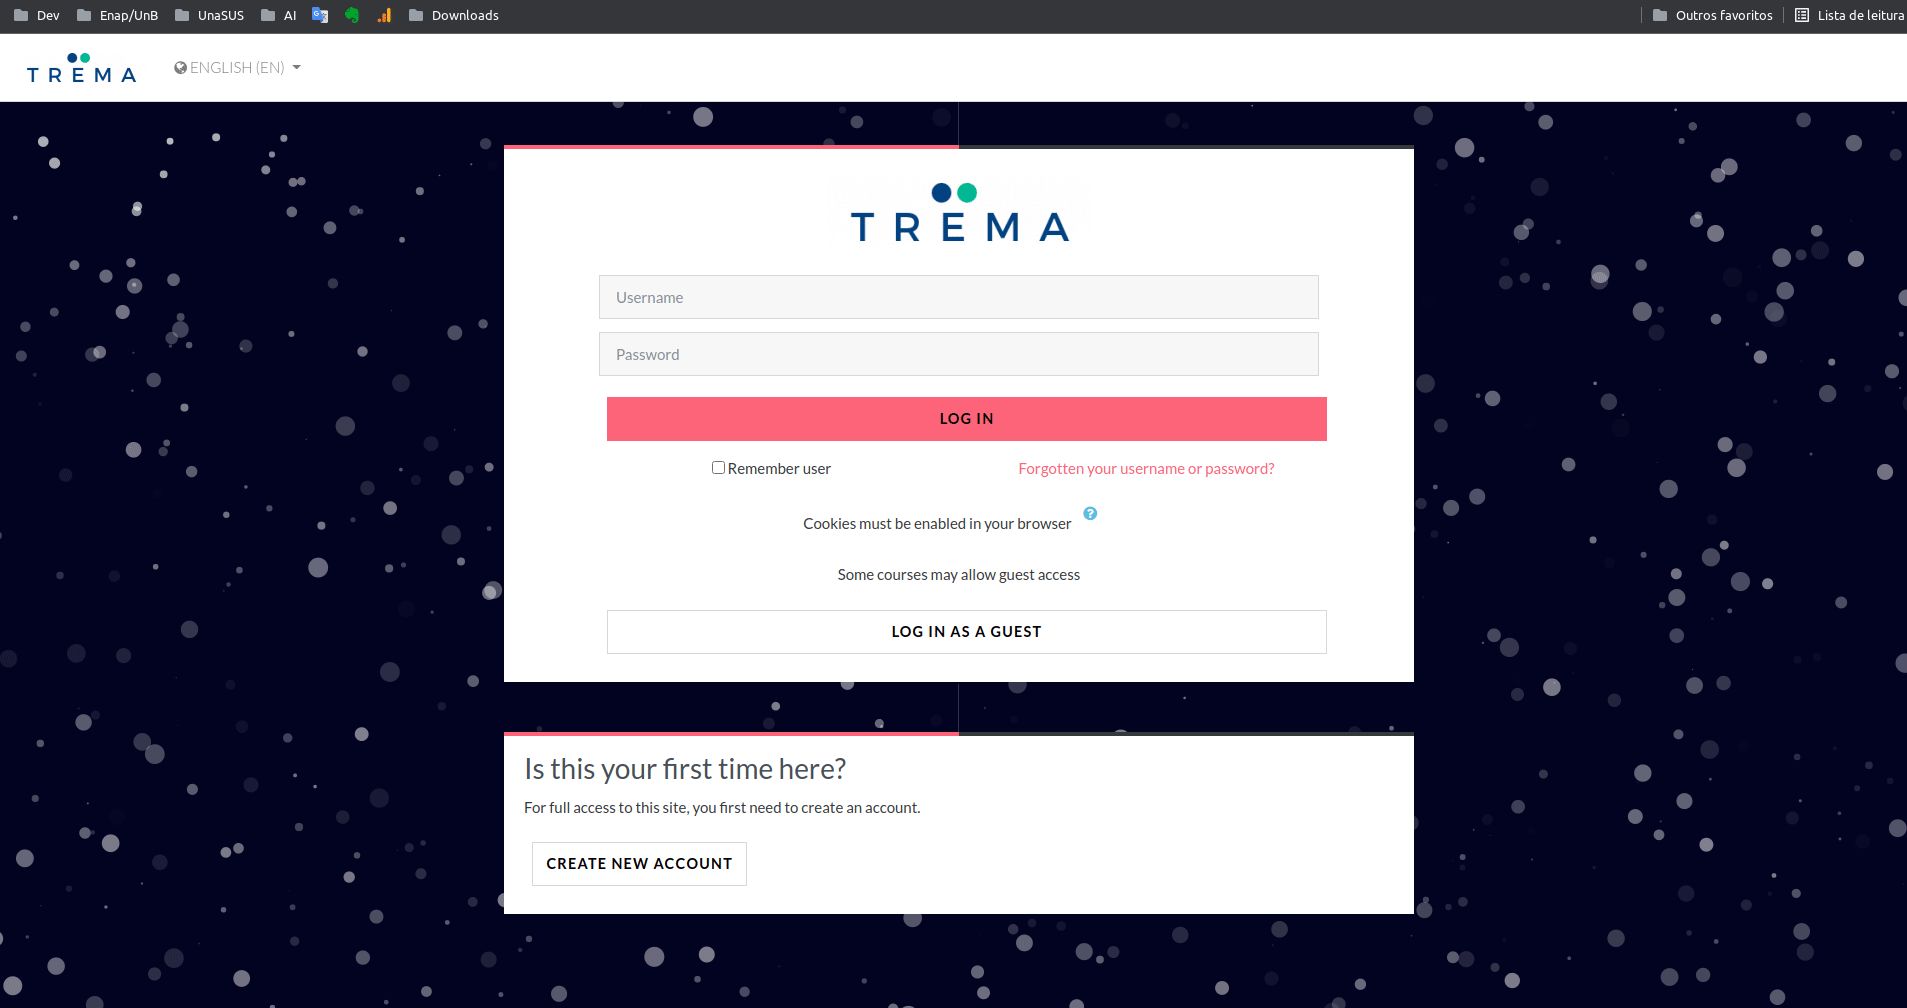 Dev Enap/UnB UnaSUS AI Downloads Outros favoritos Lista de leitura
TREMA ENGLISH (EN)
TREMA
Username
Password
LOG IN
Remember user Forgotten your username or password?
Cookies must be enabled in your browser ?
Some courses may allow guest access
LOG IN AS A GUEST
Is this your first time here?
For full access to this site, you first need to create an account.
CREATE NEW ACCOUNT